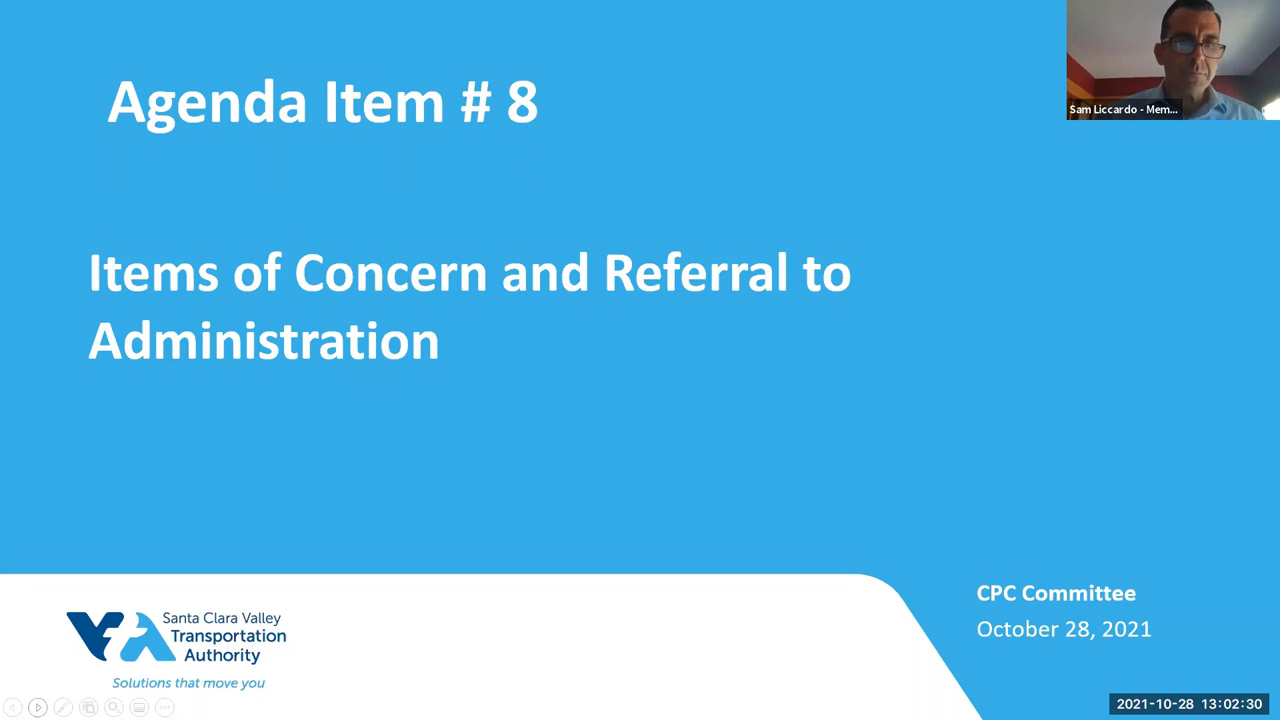 Agenda Item # 8
Sam Liccardo - Mem...
Items of Concern and Referral to
Administration
CPC Committee
October 28, 2021
VTA
Santa Clara Valley
Transportation
Authority
Solutions that move you
2021-10-28 13:02:30